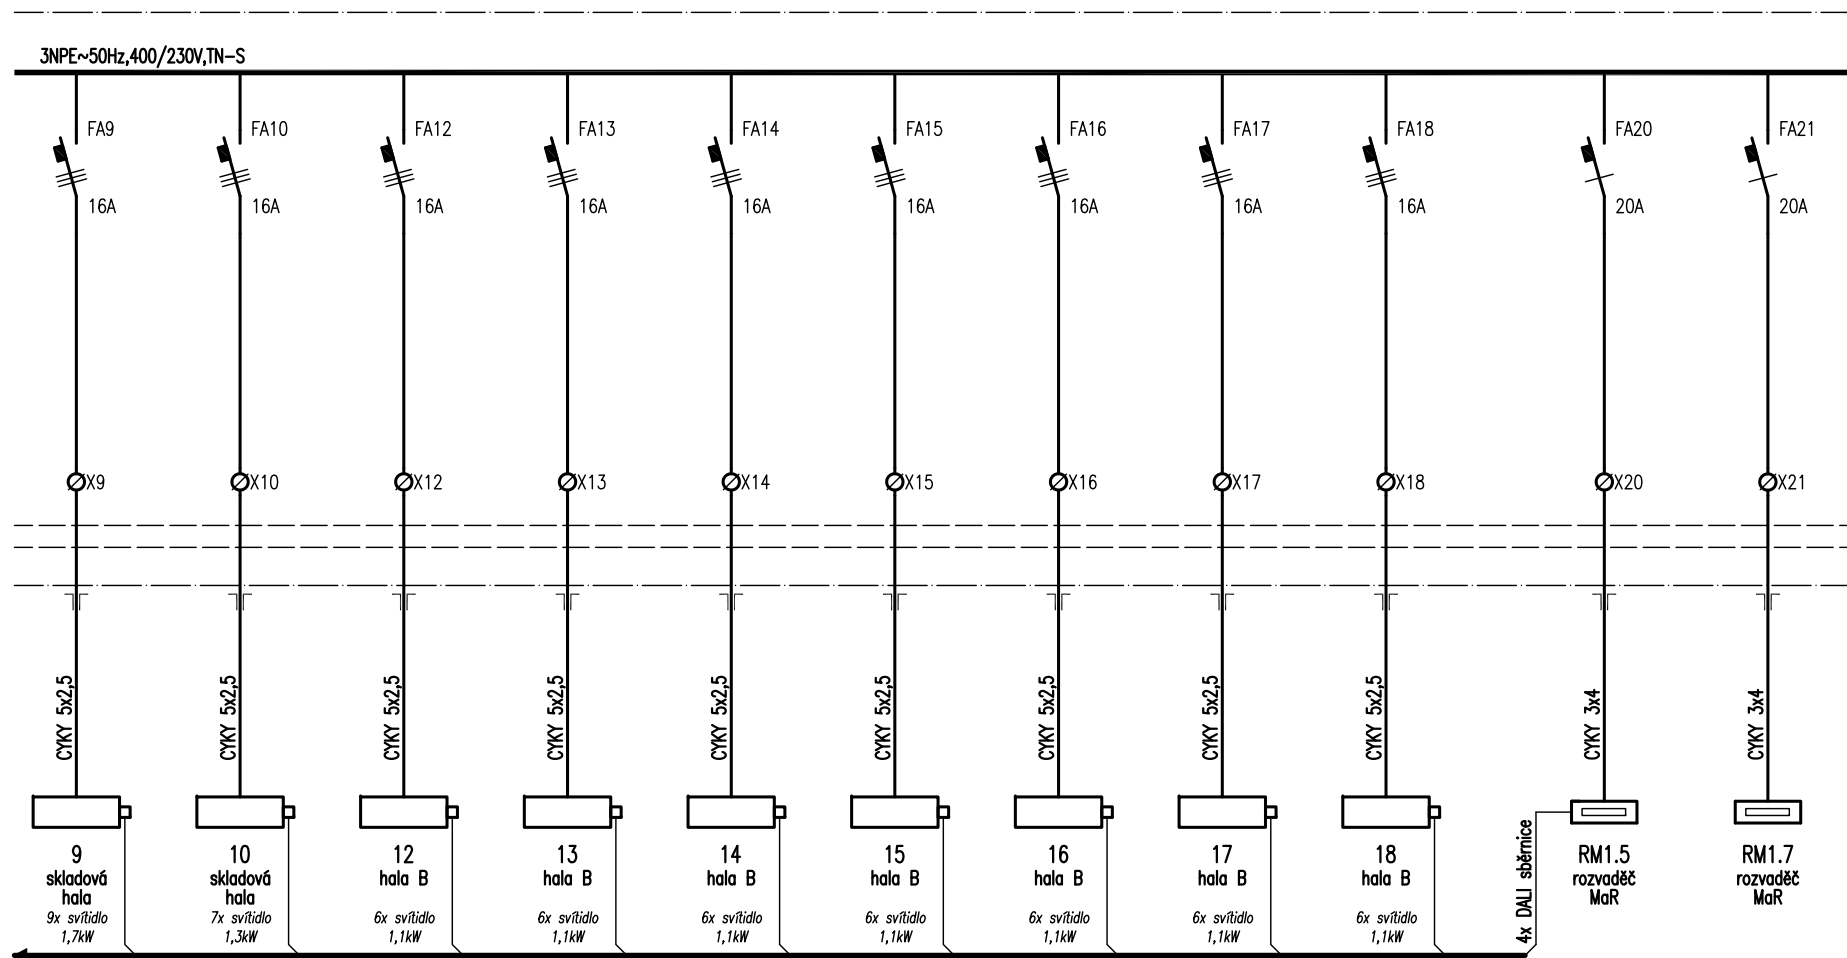 3NPE~50Hz,400/230V,TN-S
FA9
FA10
FA12
FA13
FA14
FA15
FA16
FA17
FA18
FA20
FA21
16A
16A
16A
16A
16A
16A
16A
16A
16A
20A
20A
X9
X10
X12
X13
X14
X15
X16
X17
X18
X20
X21
CYKY 5x2,5
CYKY 5x2,5
CYKY 5x2,5
CYKY 5x2,5
CYKY 5x2,5
CYKY 5x2,5
CYKY 5x2,5
CYKY 5x2,5
CYKY 5x2,5
CYKY 3x4
CYKY 3x4
9
skladová
hala
9x svítidlo
1,7kW
10
skladová
hala
7x svítidlo
1,3kW
12
hala B
6x svítidlo
1,1kW
13
hala B
6x svítidlo
1,1kW
14
hala B
6x svítidlo
1,1kW
15
hala B
6x svítidlo
1,1kW
16
hala B
6x svítidlo
1,1kW
17
hala B
6x svítidlo
1,1kW
18
hala B
6x svítidlo
1,1kW
4x DALI sběrnice
RM1.5
rozvaděč
MaR
RM1.7
rozvaděč
MaR